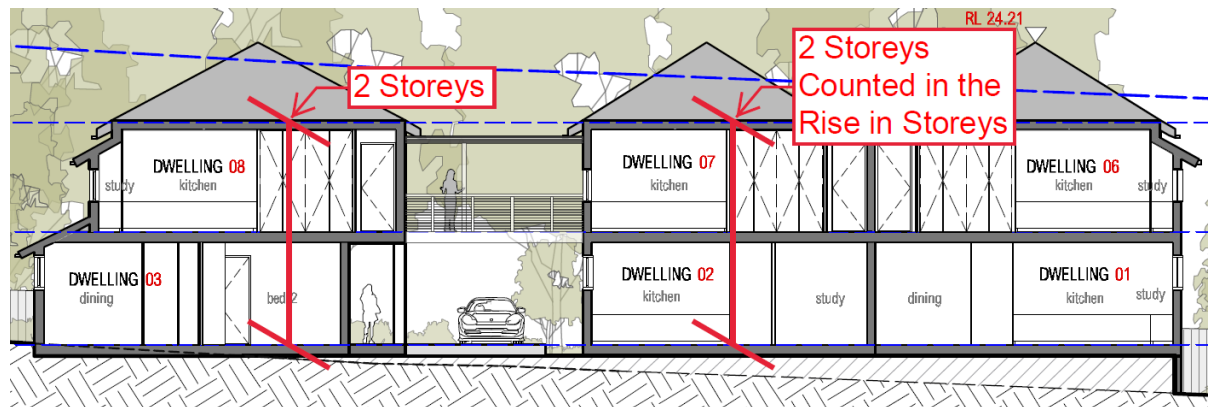 RL 24.21
2 Storeys
2 Storeys
Counted in the
Rise in Storeys
DWELLING 08
study
kitchen
DWELLING 07
kitchen
DWELLING 06
kitchen
study
DWELLING 03
dining
bed 2
DWELLING 02
kitchen
study
dining
DWELLING 01
kitchen
study